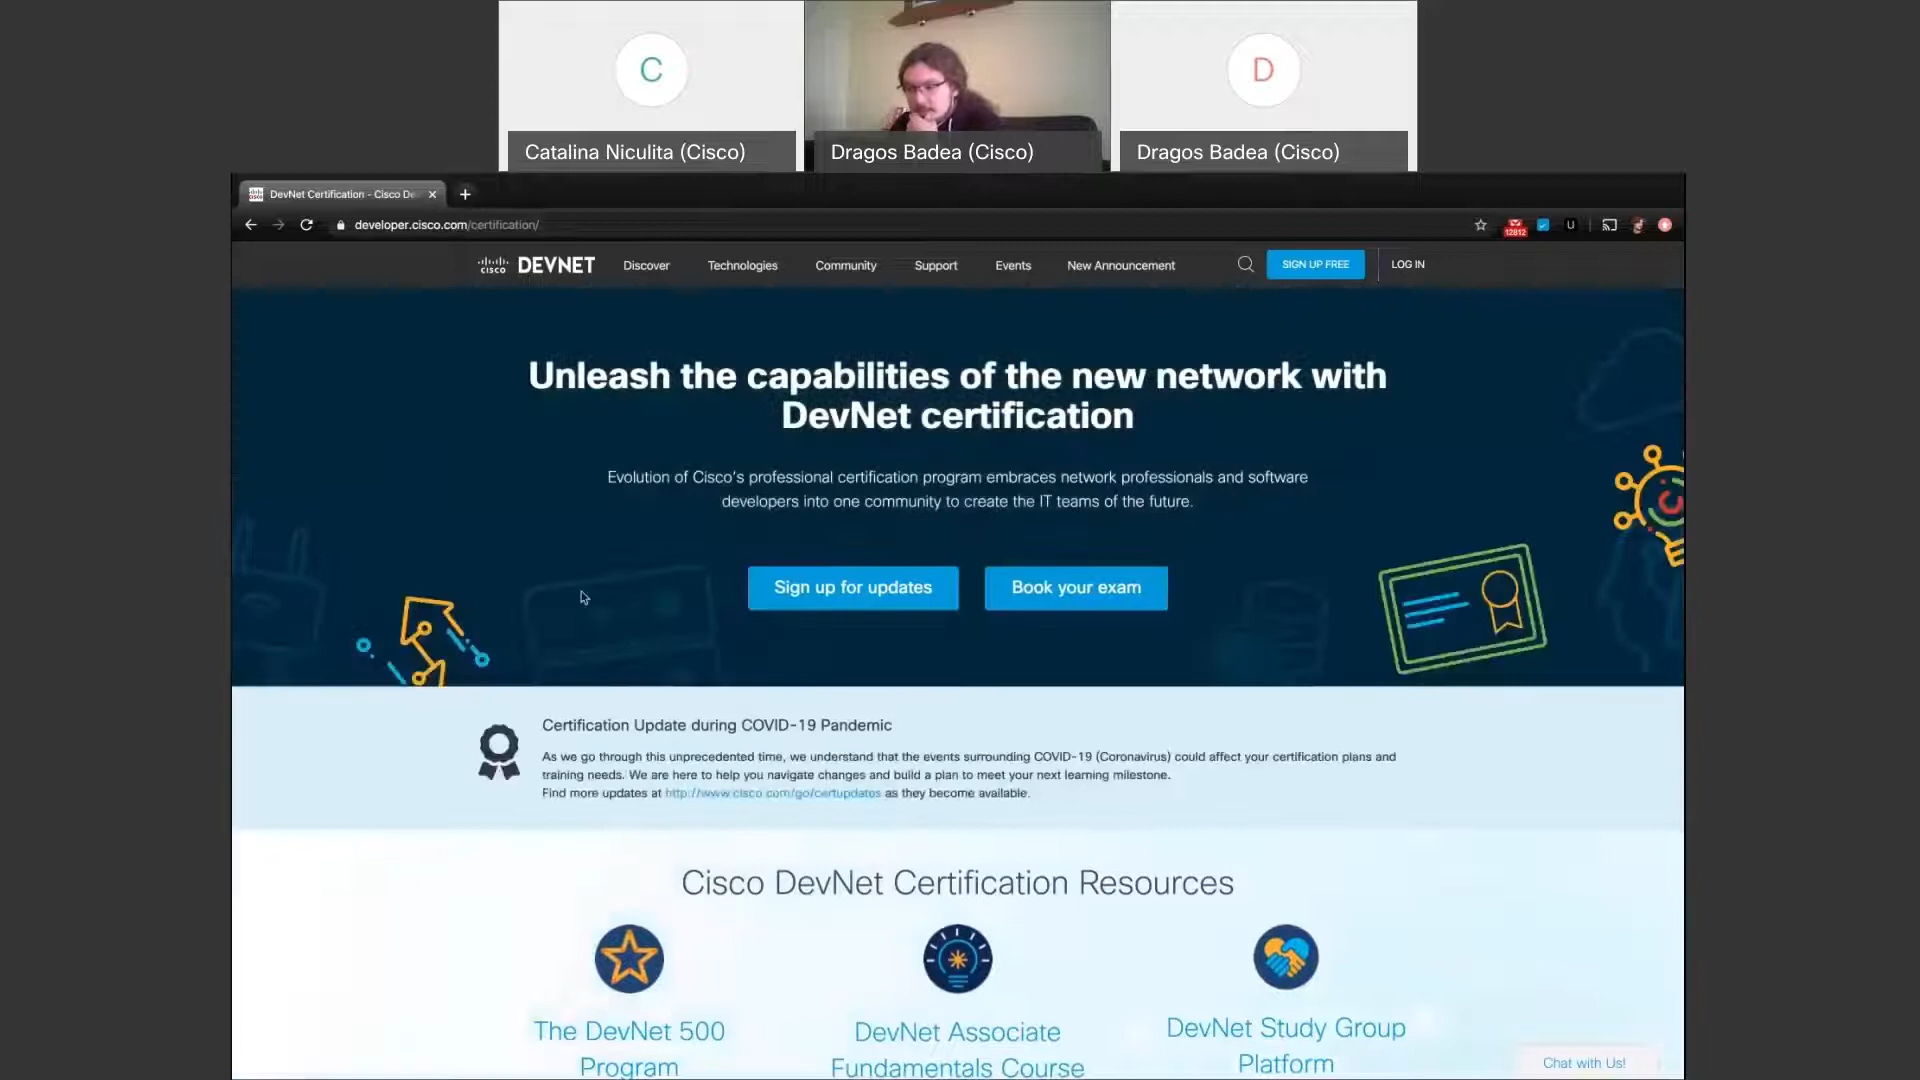 C
D
Catalina Niculita (Cisco)
Dragos Badea (Cisco)
Dragos Badea (Cisco)
DevNet Certification - Cisco De
developer.cisco.com/certification/
12812
U
CISCO DEVNET
Discover
Technologies
Community
Support
Events
New Announcement
SIGN UP FREE
LOG IN
Unleash the capabilities of the new network with
DevNet certification
Evolution of Cisco's professional certification program embraces network professionals and software
developers into one community to create the IT teams of the future.
Sign up for updates
Book your exam
Certification Update during COVID-19 Pandemic
As we go through this unprecedented time, we understand that the events surrounding COVID-19 (Coronavirus) could affect your certification plans and
training needs. We are here to help you navigate changes and build a plan to meet your next learning milestone.
Find more updates at http://www.cisco.com/go/certupdates as they become available.
Cisco DevNet Certification Resources
The DevNet 500
Program
DevNet Associate
Fundamentals Course
DevNet Study Group
Platform
Chat with Us!